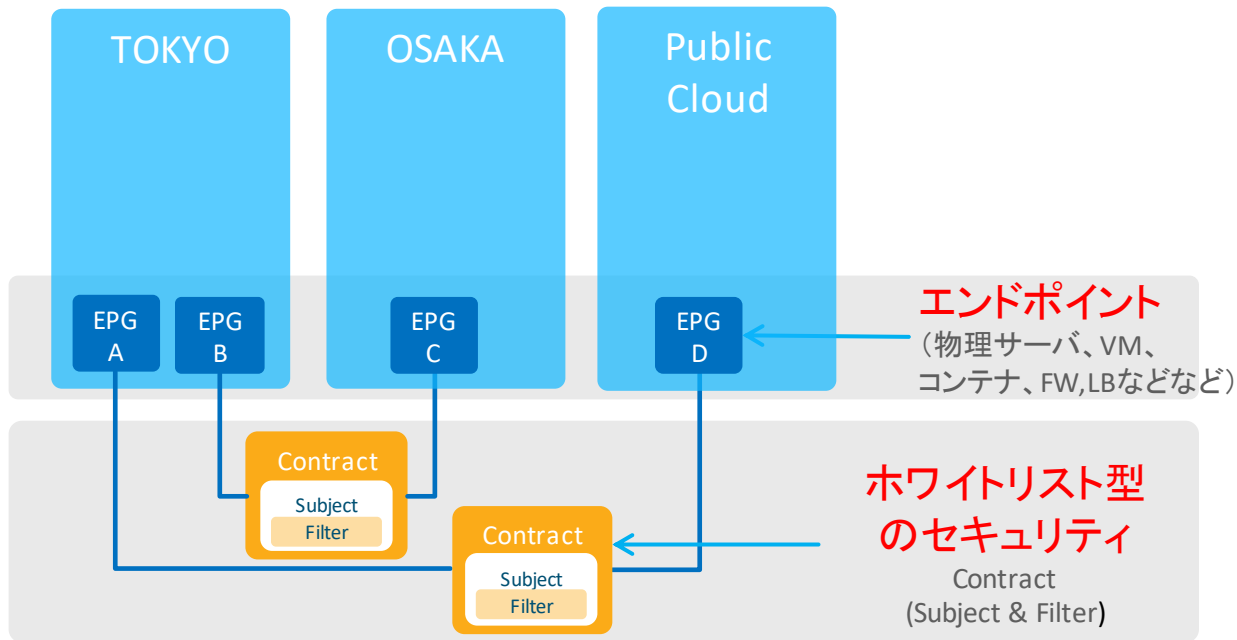 TOKYO
OSAKA
Public
Cloud
EPG
A
EPG
B
EPG
C
EPG
D
エンドポイント
（物理サーバ、VM、
コンテナ、FW,LBなどなど）
Contract
Subject
Filter
Contract
Subject
Filter
ホワイトリスト型
のセキュリティ
Contract
(Subject & Filter)